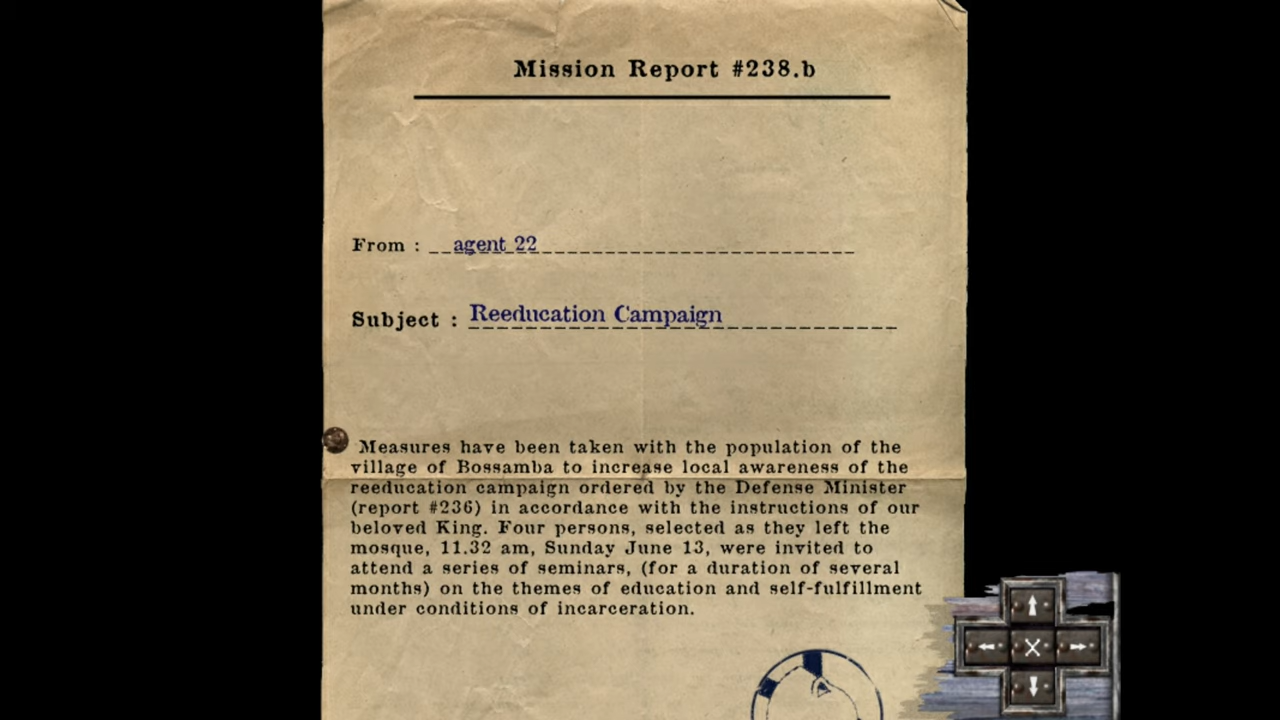 Mission Report #238.b
From : agent 22
Subject : Reeducation Campaign
Measures have been taken with the population of the
village of Bossamba to increase local awareness of the
reeducation campaign ordered by the Defense Minister
(report #236) in accordance with the instructions of our
beloved King. Four persons, selected as they left the
mosque, 11.32 am, Sunday June 13, were invited to
attend a series of seminars, (for a duration of several
months) on the themes of education and self-fulfillment
under conditions of incarceration.